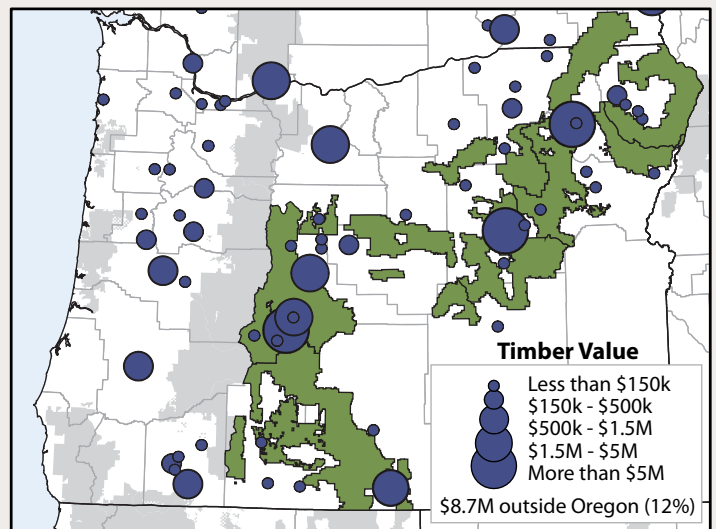 Timber Value
Less than $150k
$150k - $500k
$500k - $1.5M
$1.5M - $5M
More than $5M
$8.7M outside Oregon (12%)